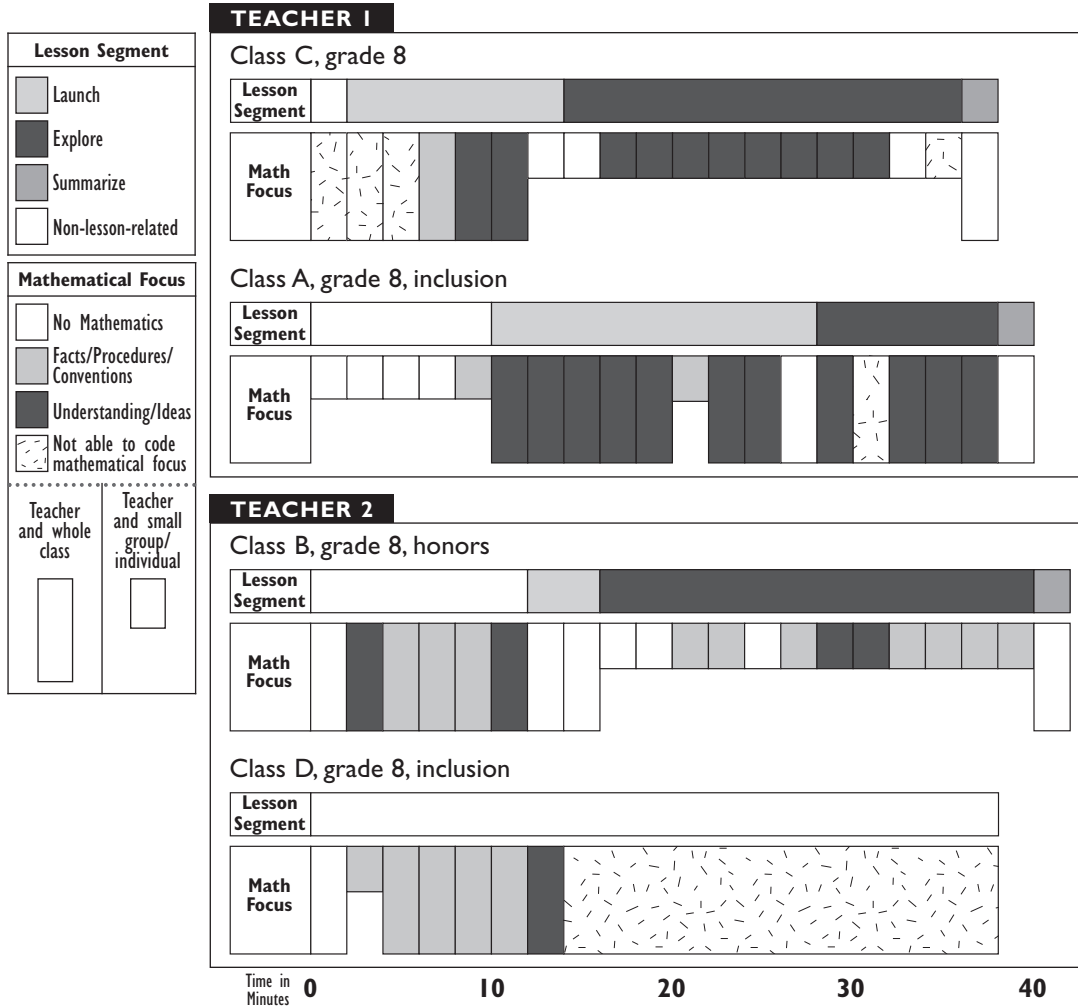 TEACHER 1
Lesson Segment
Launch
Explore
Summarize
Non-lesson-related
Mathematical Focus
No Mathematics
Facts/Procedures/
Conventions
Understanding/Ideas
Not able to code
mathematical focus
Teacher
and whole
class
Teacher
and small
group/
individual
Class C, grade 8
Lesson
Segment
Math
Focus
Class A, grade 8, inclusion
Lesson
Segment
Math
Focus
TEACHER 2
Class B, grade 8, honors
Lesson
Segment
Math
Focus
Class D, grade 8, inclusion
Lesson
Segment
Math
Focus
Time in
Minutes
0 10 20 30 40